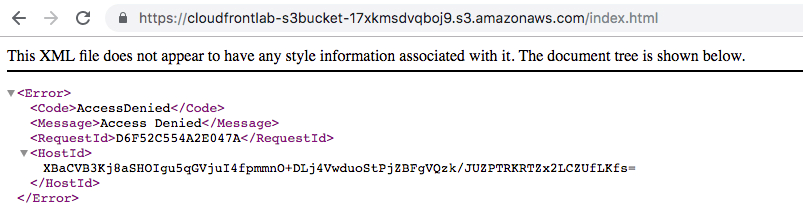 https://cloudfrontlab-s3bucket-17xkmsdvqboj9.s3.amazonaws.com/index.html
This XML file does not appear to have any style information associated with it. The document tree is shown below.
▼<Error>
<Code>AccessDenied</Code>
<Message>Access Denied</Message>
<RequestId>D6F52C554A2E047A</RequestId>
▼<HostId>
XBaCVB3Kj8aSHOIgu5qGVjuI4fpmmnO+DLj4VwduoStPjZBFgVQzk/JUZPTRKRTZx2LCZUfLKfs=
</HostId>
</Error>